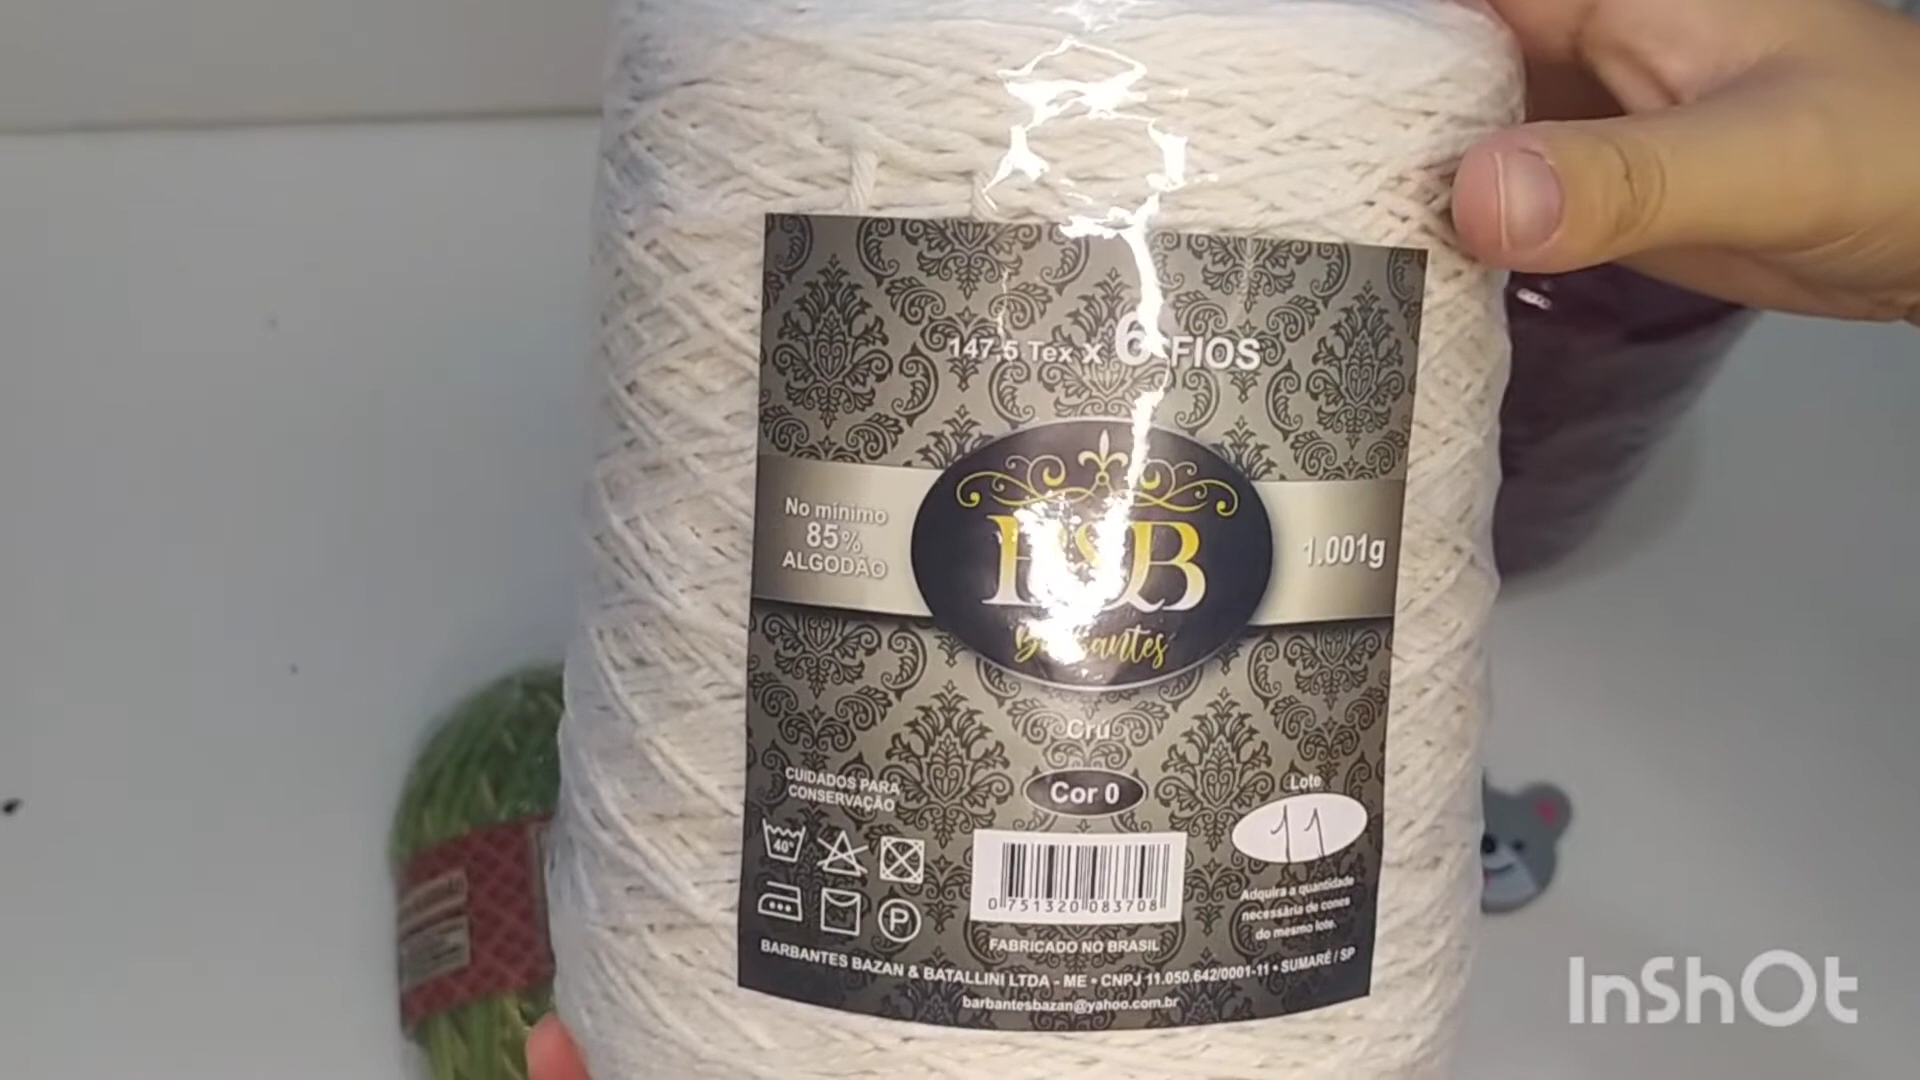 147,5 Tex x 6 FIOS
No mínimo
85%
ALGODÃO
B&B
1.001g
Barbantes
Cru
CUIDADOS PARA
CONSERVAÇÃO
Cor 0
Lote
11
40°
P
0 751320 083708
Adquira a quantidade
necessária de cones
do mesmo lote.
FABRICADO NO BRASIL
BARBANTES BAZAN & BATALLINI LTDA - ME • CNPJ 11.050.642/0001-11 • SUMARÉ / SP
barbantesbazan@yahoo.com.br
InShOt